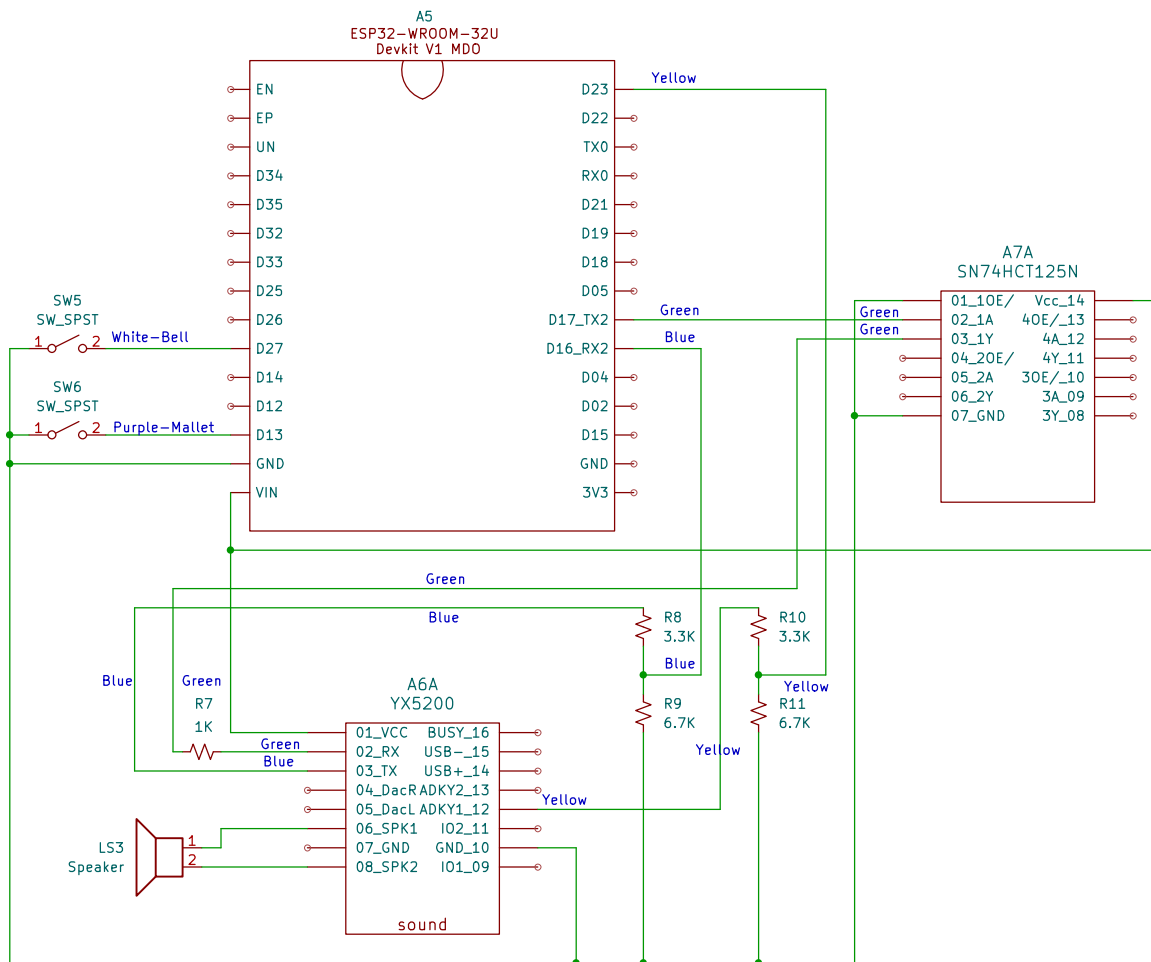 A5
ESP32-WROOM-32U
Devkit V1 MDO
EN
EP
UN
D34
D35
D32
D33
D25
D26
D27
D14
D12
D13
GND
VIN
D23
D22
TX0
RX0
D21
D19
D18
D05
D17_TX2
D16_RX2
D04
D02
D15
GND
3V3
Yellow
Green
Blue
SW5
SW_SPST
1 2
White-Bell
SW6
SW_SPST
1 2
Purple-Mallet
A7A
SN74HCT125N
Green
Green
01_1OE/ Vcc_14
02_1A 4OE/_13
03_1Y 4A_12
04_2OE/ 4Y_11
05_2A 3OE/_10
06_2Y 3A_09
07_GND 3Y_08
Green
Blue
R8
3.3K
R10
3.3K
Blue
Yellow
R9
6.7K
R11
6.7K
Yellow
Blue
Green
R7
1K
Green
Blue
A6A
YX5200
01_VCC BUSY_16
02_RX USB-_15
03_TX USB+_14
04_DacR ADKY2_13
05_DacL ADKY1_12
06_SPK1 IO2_11
07_GND GND_10
08_SPK2 IO1_09
sound
Yellow
LS3
Speaker
1
2